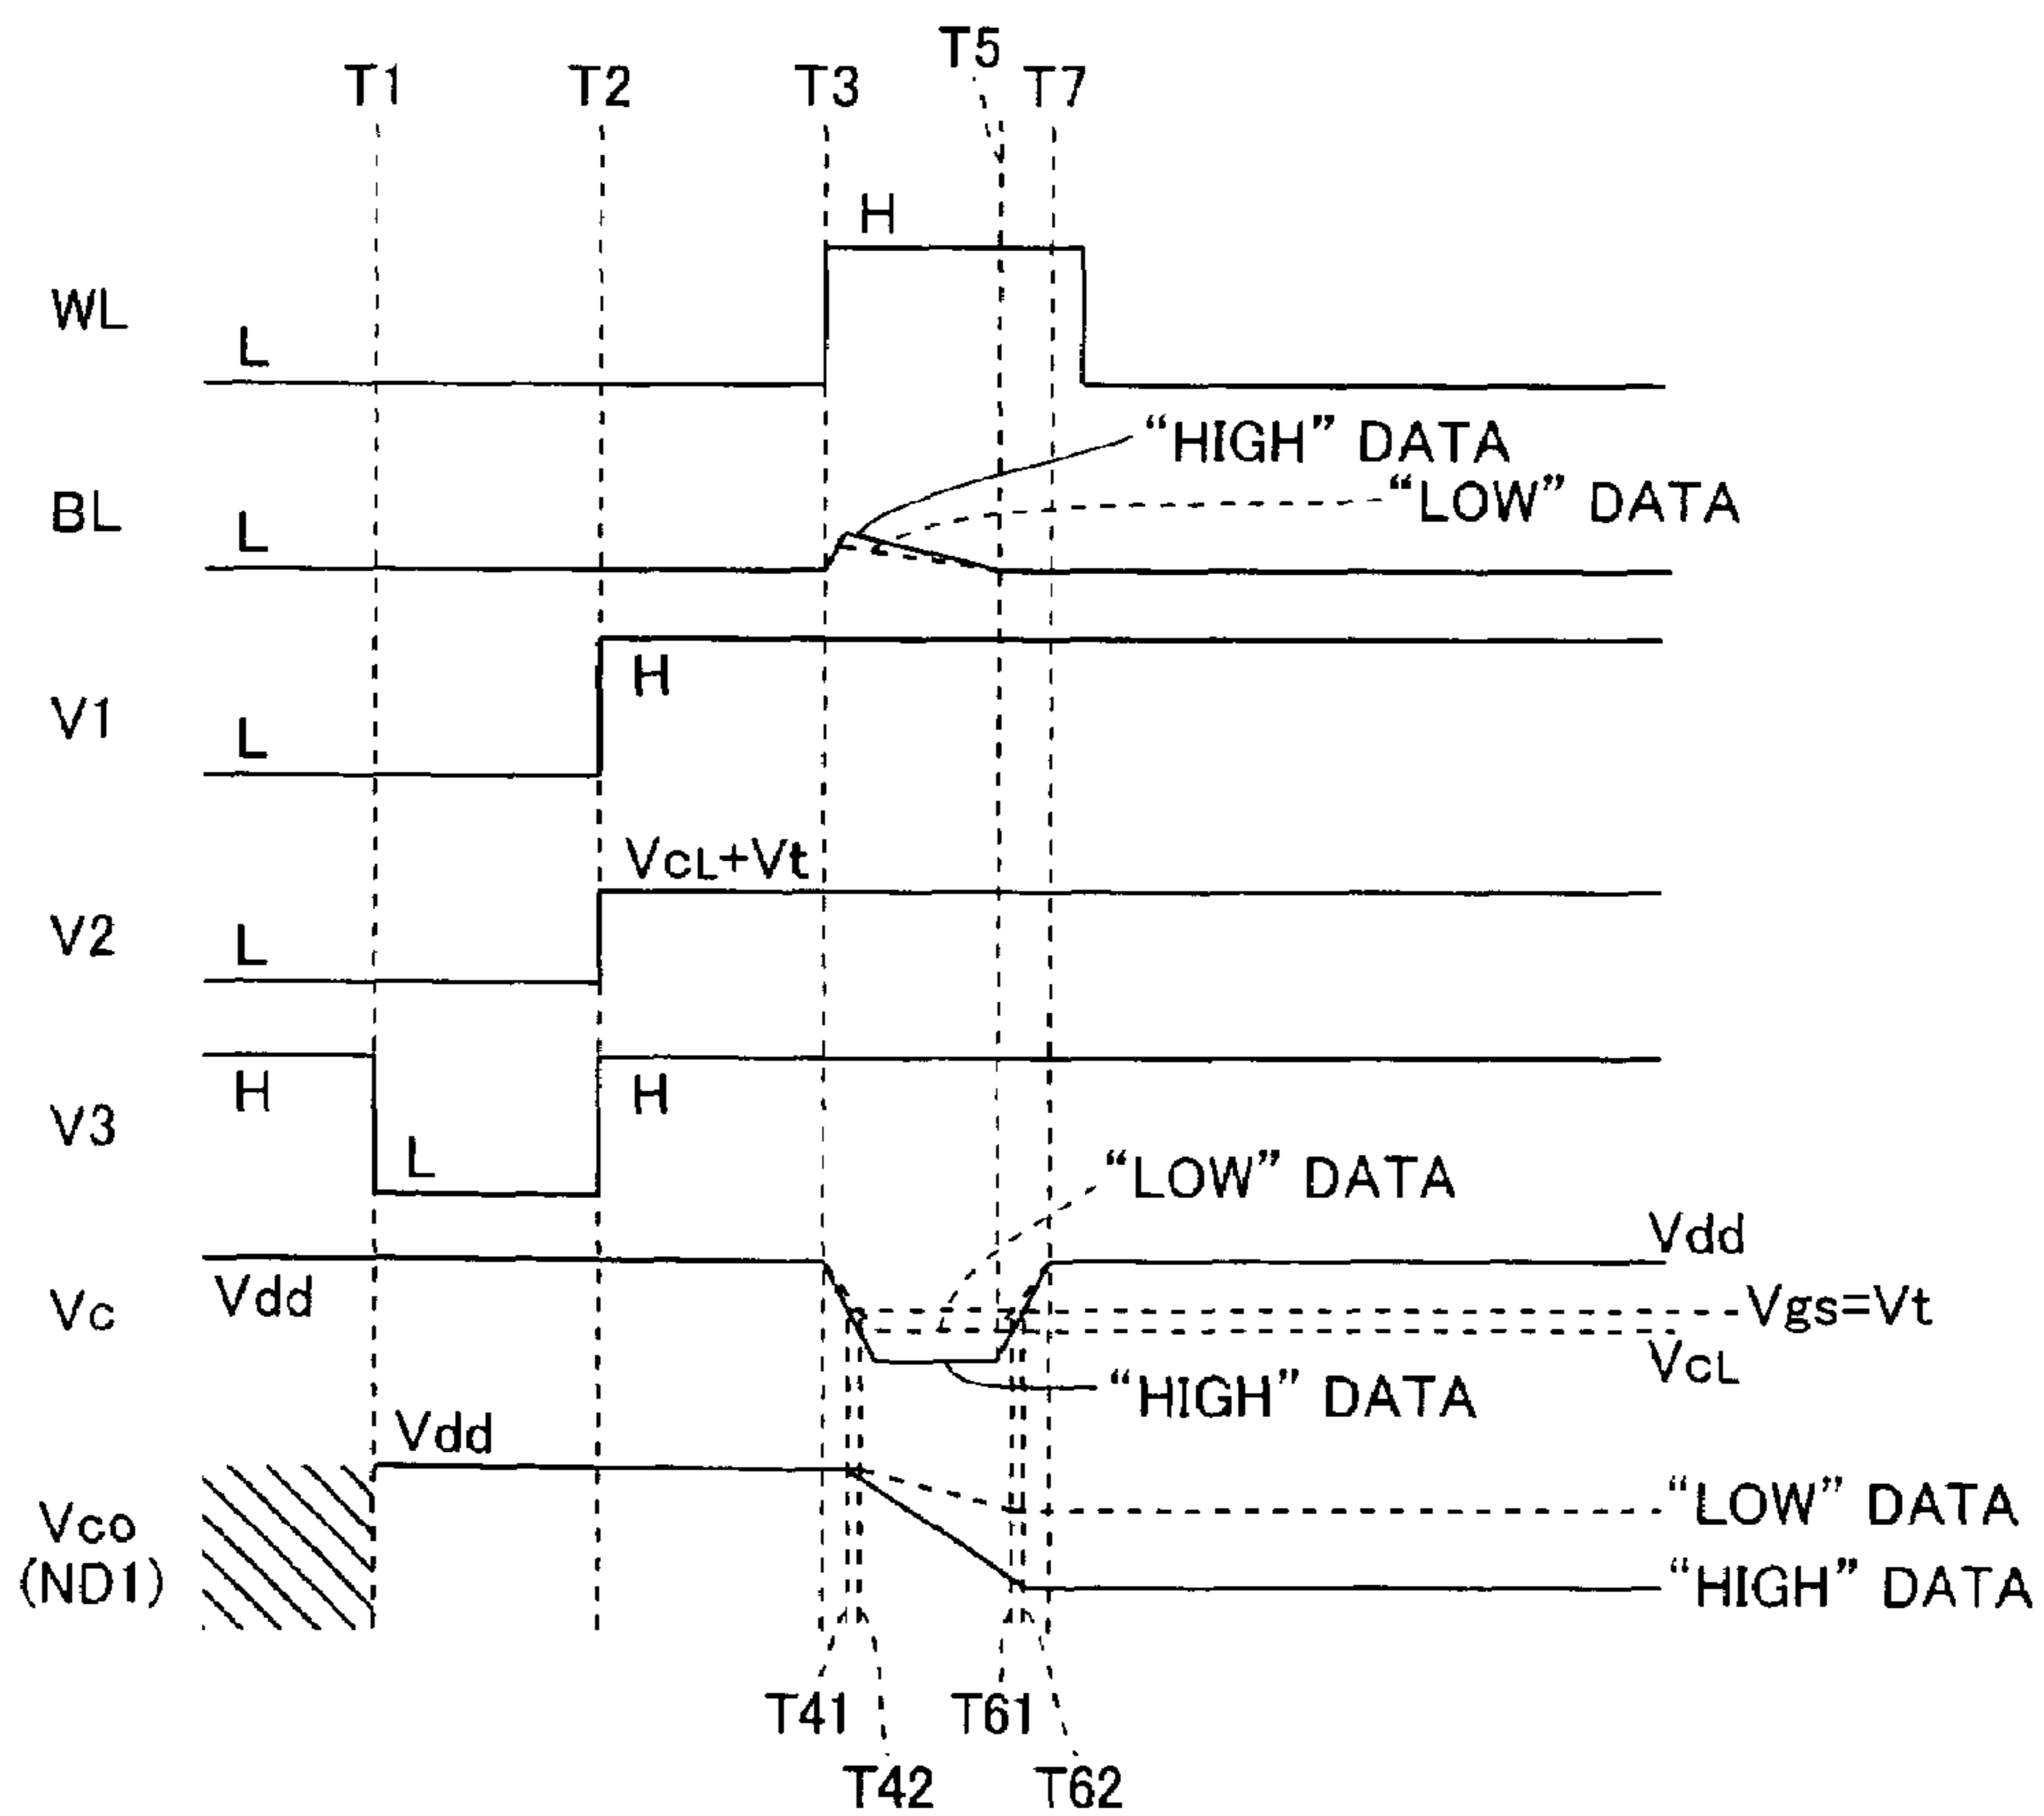 T5
T1 T2 T3 T7
H
WL
L
"HIGH" DATA
BL L "LOW" DATA
H
V1
L
VCL+Vt
V2
L
H H
V3
L
"LOW" DATA
Vdd
Vc Vdd Vgs=Vt
VCL
"HIGH" DATA
Vdd
Vco "LOW" DATA
(ND1) "HIGH" DATA
T41 T61
T42 T62